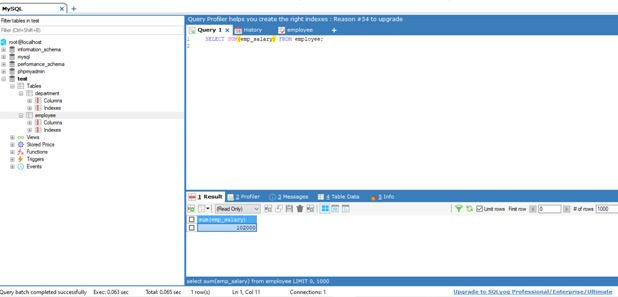 MySQL
Filter tables in test
Filter (Ctrl+Shift+B)
root@localhost
information_schema
mysql
performance_schema
phpmyadmin
test
Tables
department
Columns
Indexes
employee
Columns
Indexes
Views
Stored Procs
Functions
Triggers
Events
Query Profiler helps you create the right indexes : Reason #54 to upgrade
Query 1 History employee
1 SELECT SUM(emp_salary) FROM employee;
2
1 Result 2 Profiler 3 Messages 4 Table Data 5 Info
(Read Only) Limit rows First row 0 # of rows 1000
sum(emp_salary)
202000
select sum(emp_salary) from employee LIMIT 0, 1000
Query batch completed successfully Exec: 0.063 sec Total: 0.065 sec 1 row(s) Ln 1, Col 11 Connections: 1 Upgrade to SQLyog Professional/Enterprise/Ultimate